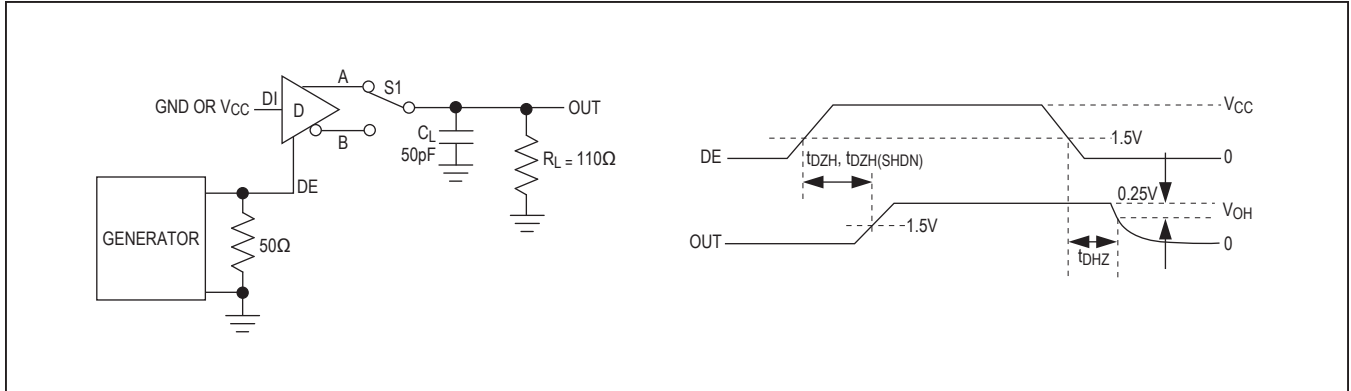 A
S1
GND OR VCC
DI
D
OUT
B
CL
50pF
RL = 110Ω
DE
GENERATOR
50Ω
VCC
1.5V
DE
0
tDZH, tDZH(SHDN)
0.25V
VOH
1.5V
OUT
0
tDHZ